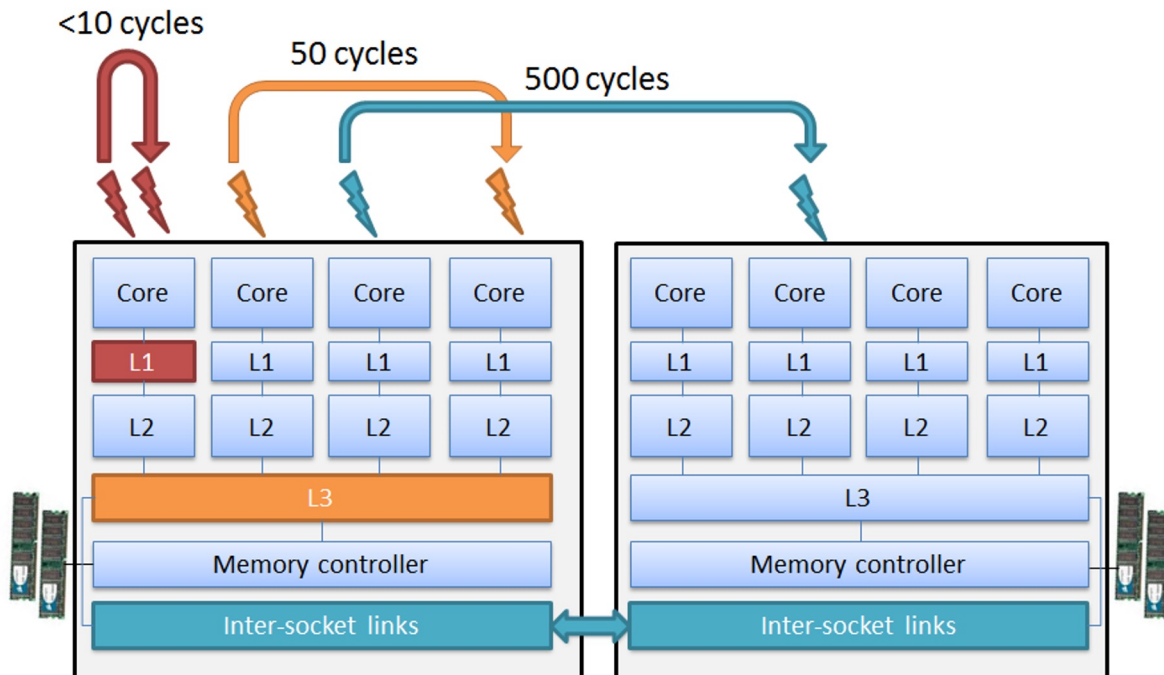 <10 cycles
50 cycles
500 cycles
Core Core Core Core Core Core Core Core
L1 L1 L1 L1 L1 L1 L1 L1
L2 L2 L2 L2 L2 L2 L2 L2
L3 L3
Memory controller Memory controller
Inter-socket links Inter-socket links